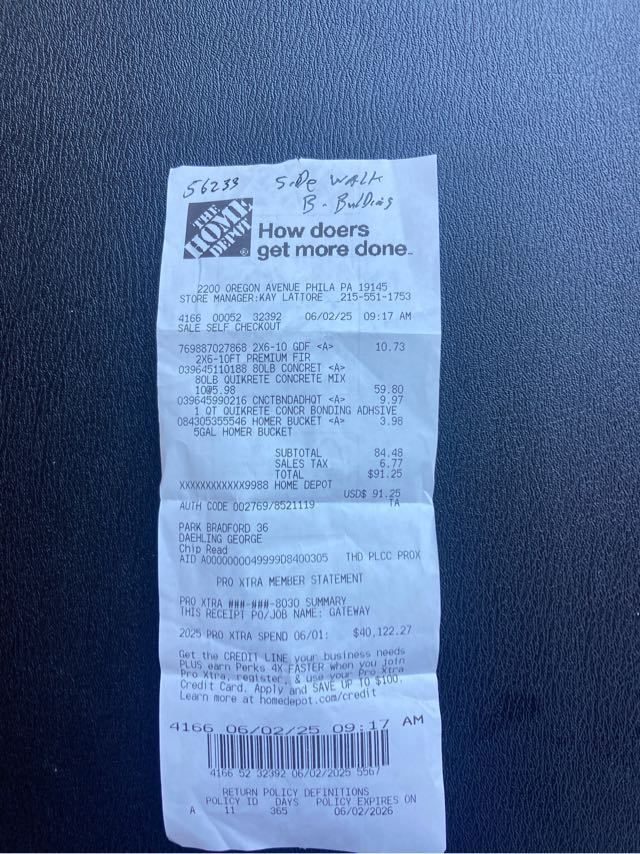 56233 SiDe WALK
B. BuiLDing
THE
HOME
DEPOT
How doers
get more done.
2200 OREGON AVENUE PHILA PA 19145
STORE MANAGER:KAY LATTORE 215-551-1753
4166 00052 32392 06/02/25 09:17 AM
SALE SELF CHECKOUT
769887027868 2X6-10 GDF <A> 10.73
2X6-10FT PREMIUM FIR
039645110188 80LB CONCRET <A>
80LB QUIKRETE CONCRETE MIX
10@5.98 59.80
039645990216 CNCTBNDADHQT <A> 9.97
1 QT QUIKRETE CONCR BONDING ADHSIVE
084305355546 HOMER BUCKET <A> 3.98
5GAL HOMER BUCKET
SUBTOTAL 84.48
SALES TAX 6.77
TOTAL $91.25
XXXXXXXXXXXX9988 HOME DEPOT
USD$ 91.25
AUTH CODE 002769/8521119 TA
PARK BRADFORD 36
DAEHLING GEORGE
Chip Read
AID A0000000049999D8400305 THD PLCC PROX
PRO XTRA MEMBER STATEMENT
PRO XTRA ###-###-8030 SUMMARY
THIS RECEIPT PO/JOB NAME: GATEWAY
2025 PRO XTRA SPEND 06/01: $40,122.27
Get the CREDIT LINE your business needs
PLUS earn Perks 4X FASTER when you join
Pro Xtra, register, & use your Pro Xtra
Credit Card. Apply and SAVE UP TO $100.
Learn more at homedepot.com/credit
4166 06/02/25 09:17 AM
4166 52 32392 06/02/2025 5567
RETURN POLICY DEFINITIONS
POLICY ID DAYS POLICY EXPIRES ON
A 11 365 06/02/2026